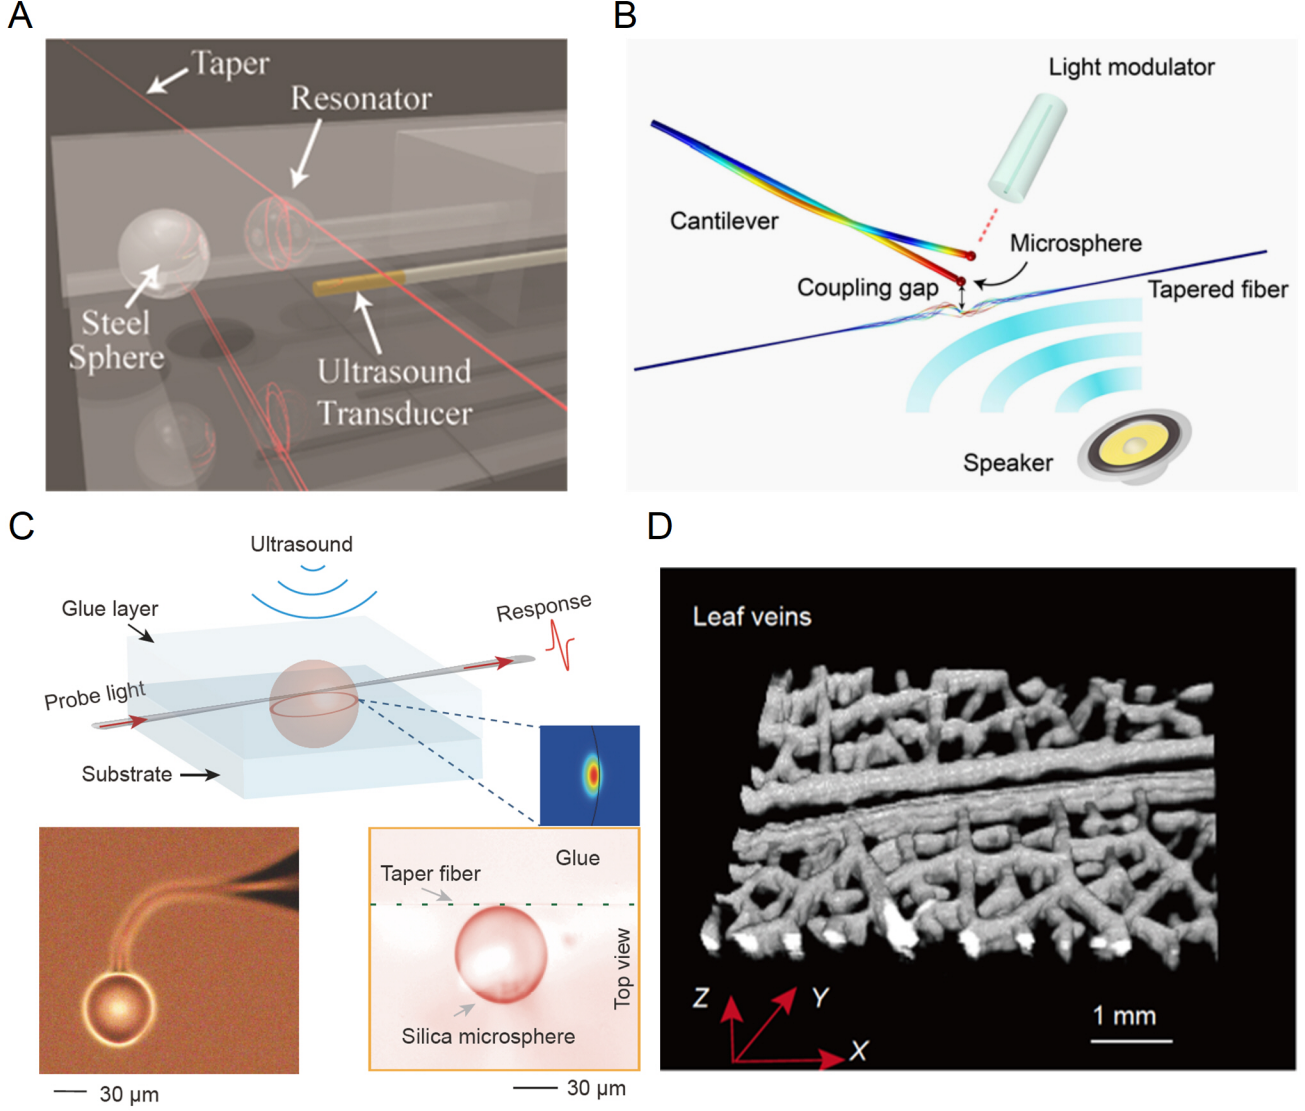 A
Taper
Resonator
Steel
Sphere
Ultrasound
Transducer
B
Light modulator
Cantilever
Microsphere
Coupling gap
Tapered fiber
Speaker
C
Ultrasound
Glue layer
Response
Probe light
Substrate
30 μm
Glue
Taper fiber
Top view
Silica microsphere
30 μm
D
Leaf veins
Z
Y
X
1 mm